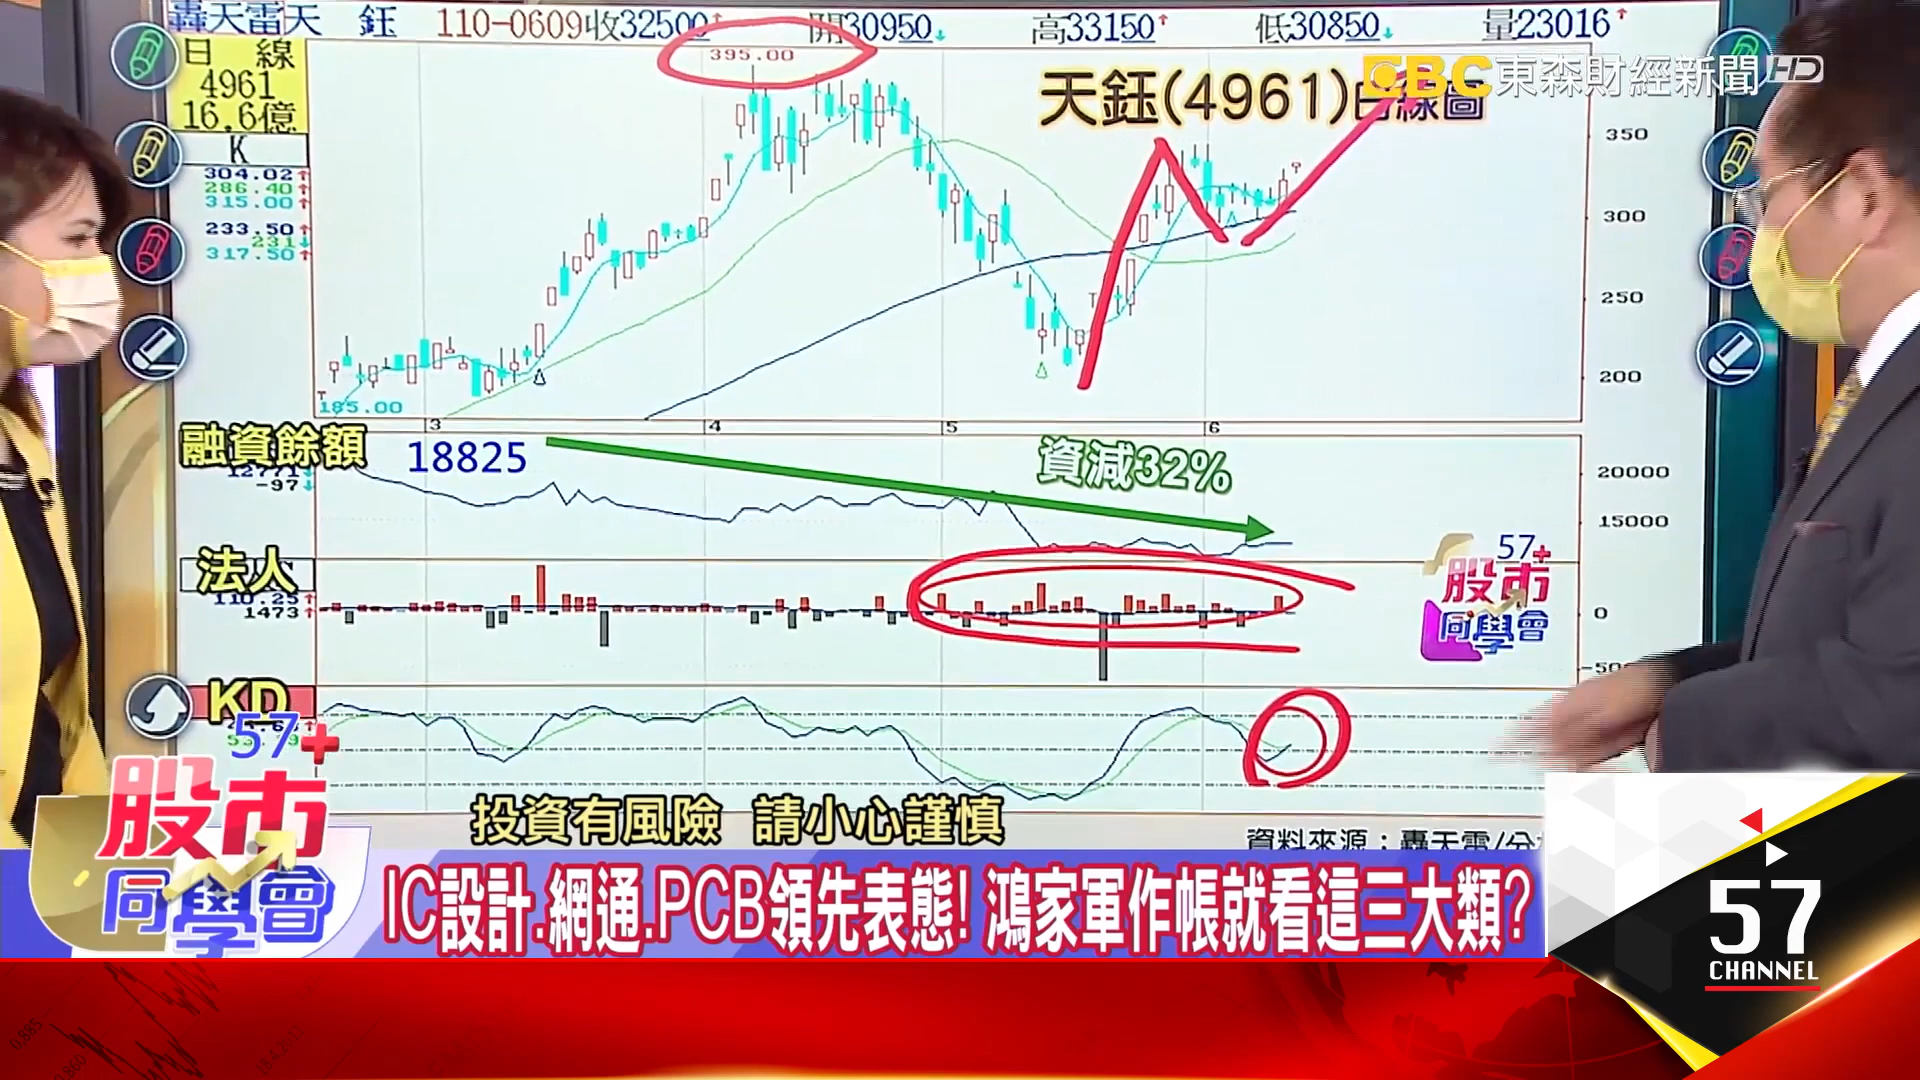 轟天雷天 鈺 110-0609收32500↑ 開30950↓ 高33150↑ 低30850↓ 量23016↑
日 線
4961
16.6億
K
304.02↑
286.40↑
315.00↑
233.50↑
231↓
317.50↑
395.00
天鈺(4961)日線圖
EBC東森財經新聞HD
350
300
250
200
185.00
3 4 5 6
融資餘額 18825
12771↓
-97↓
資減32%
20000
15000
法人
110.25↑
1473↑
0
57+
股市
同學會
KD
57+
股市
同學會
投資有風險 請小心謹慎
資料來源：轟天雷/分
IC設計.網通.PCB領先表態! 鴻家軍作帳就看這三大類?
57
CHANNEL